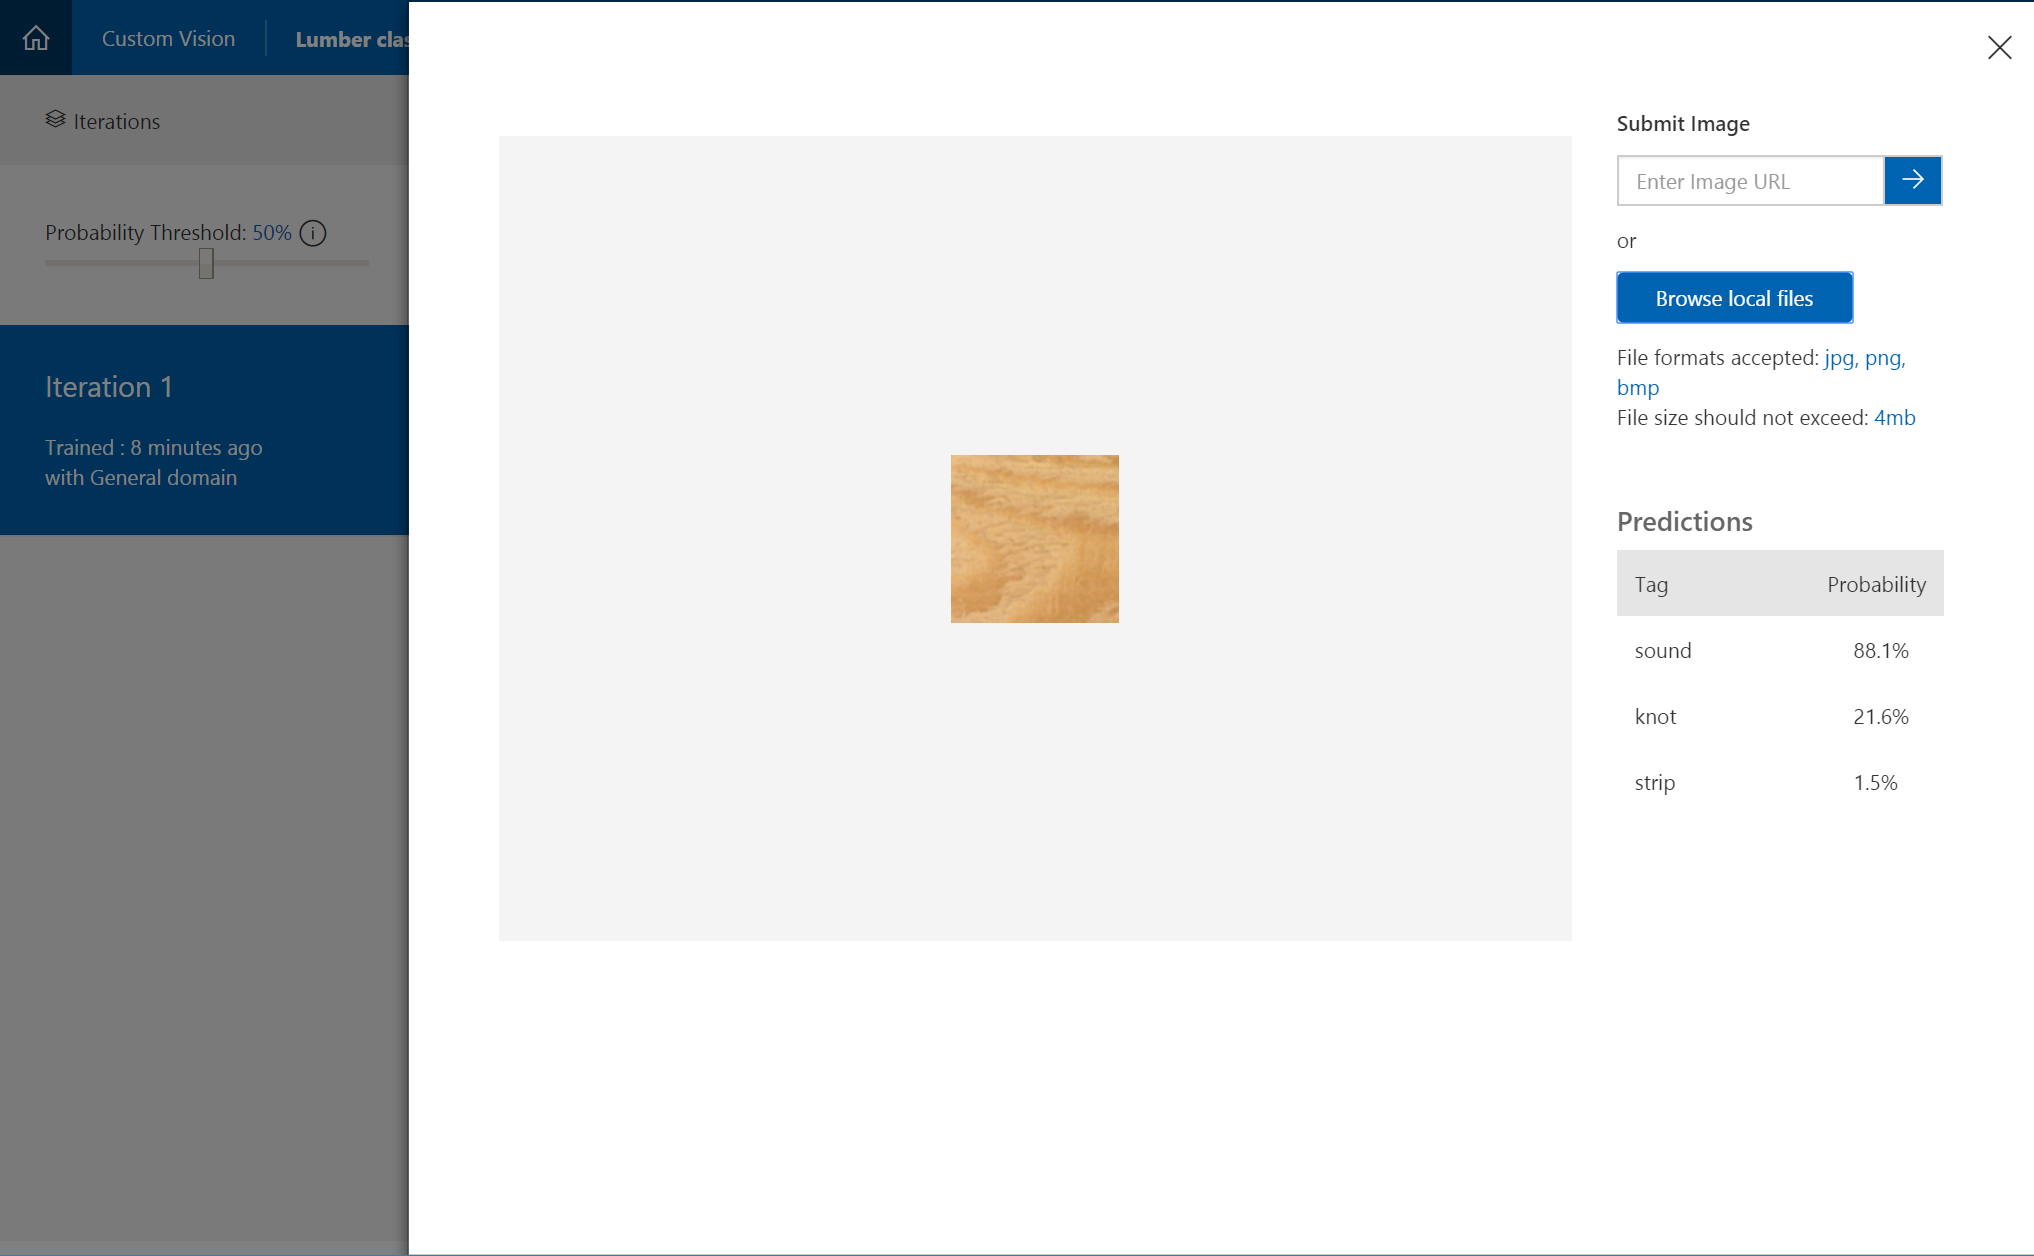 Custom Vision
Lumber clas
Iterations
Probability Threshold: 50% i
Iteration 1
Trained : 8 minutes ago
with General domain
Submit Image
Enter Image URL
or
Browse local files
File formats accepted: jpg, png,
bmp
File size should not exceed: 4mb
Predictions
Tag Probability
sound 88.1%
knot 21.6%
strip 1.5%